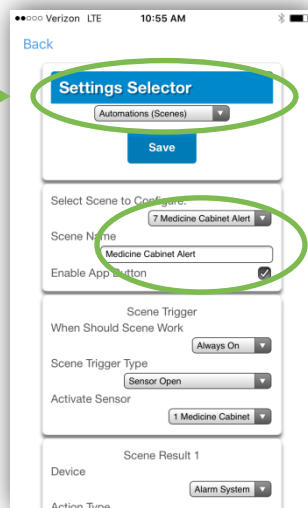 Verizon LTE 10:55 AM
Back
Settings Selector
Automations (Scenes)
Save
Select Scene to Configure:
7 Medicine Cabinet Alert
Scene Name
Medicine Cabinet Alert
Enable App Button
Scene Trigger
When Should Scene Work
Always On
Scene Trigger Type
Sensor Open
Activate Sensor
1 Medicine Cabinet
Scene Result 1
Device
Alarm System
Action Type